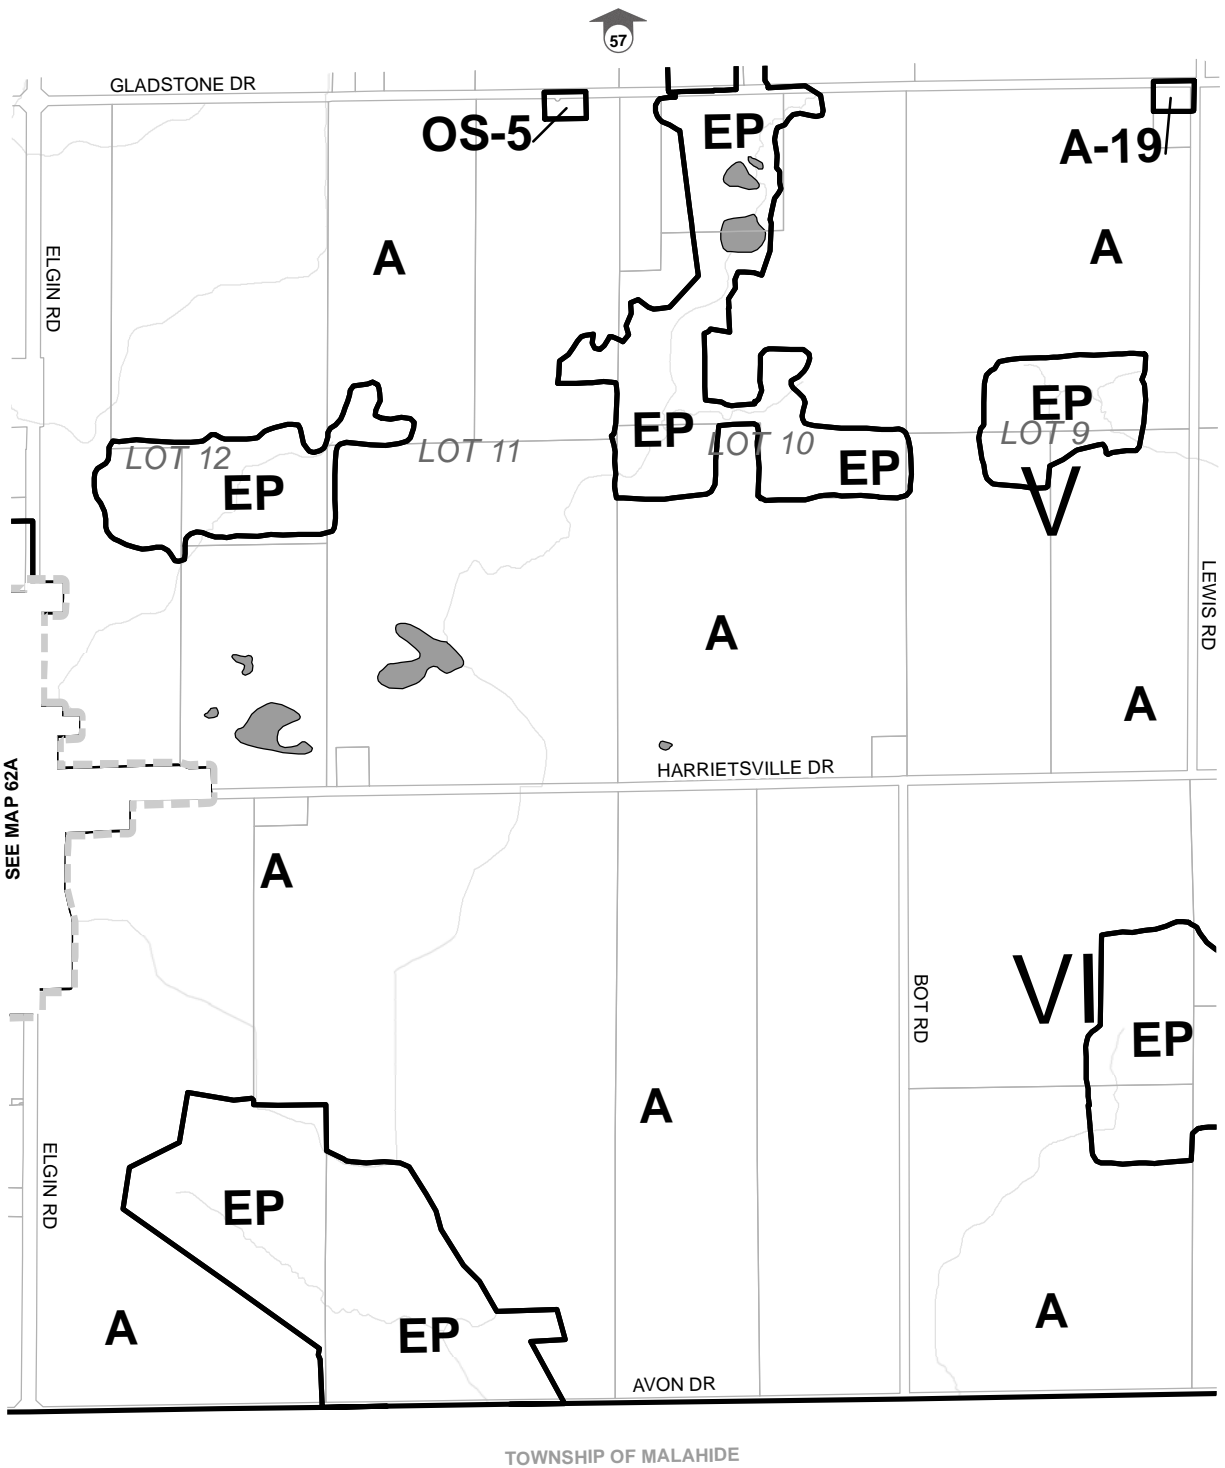 57
GLADSTONE DR
OS-5
EP
A-19
A
A
ELGIN RD
EP
EP
LOT 12
LOT 11
LOT 10
LOT 9
EP
EP
V
LEWIS RD
A
A
HARRIETSVILLE DR
SEE MAP 62A
A
VI
BOT RD
EP
A
ELGIN RD
EP
A
EP
A
AVON DR
TOWNSHIP OF MALAHIDE